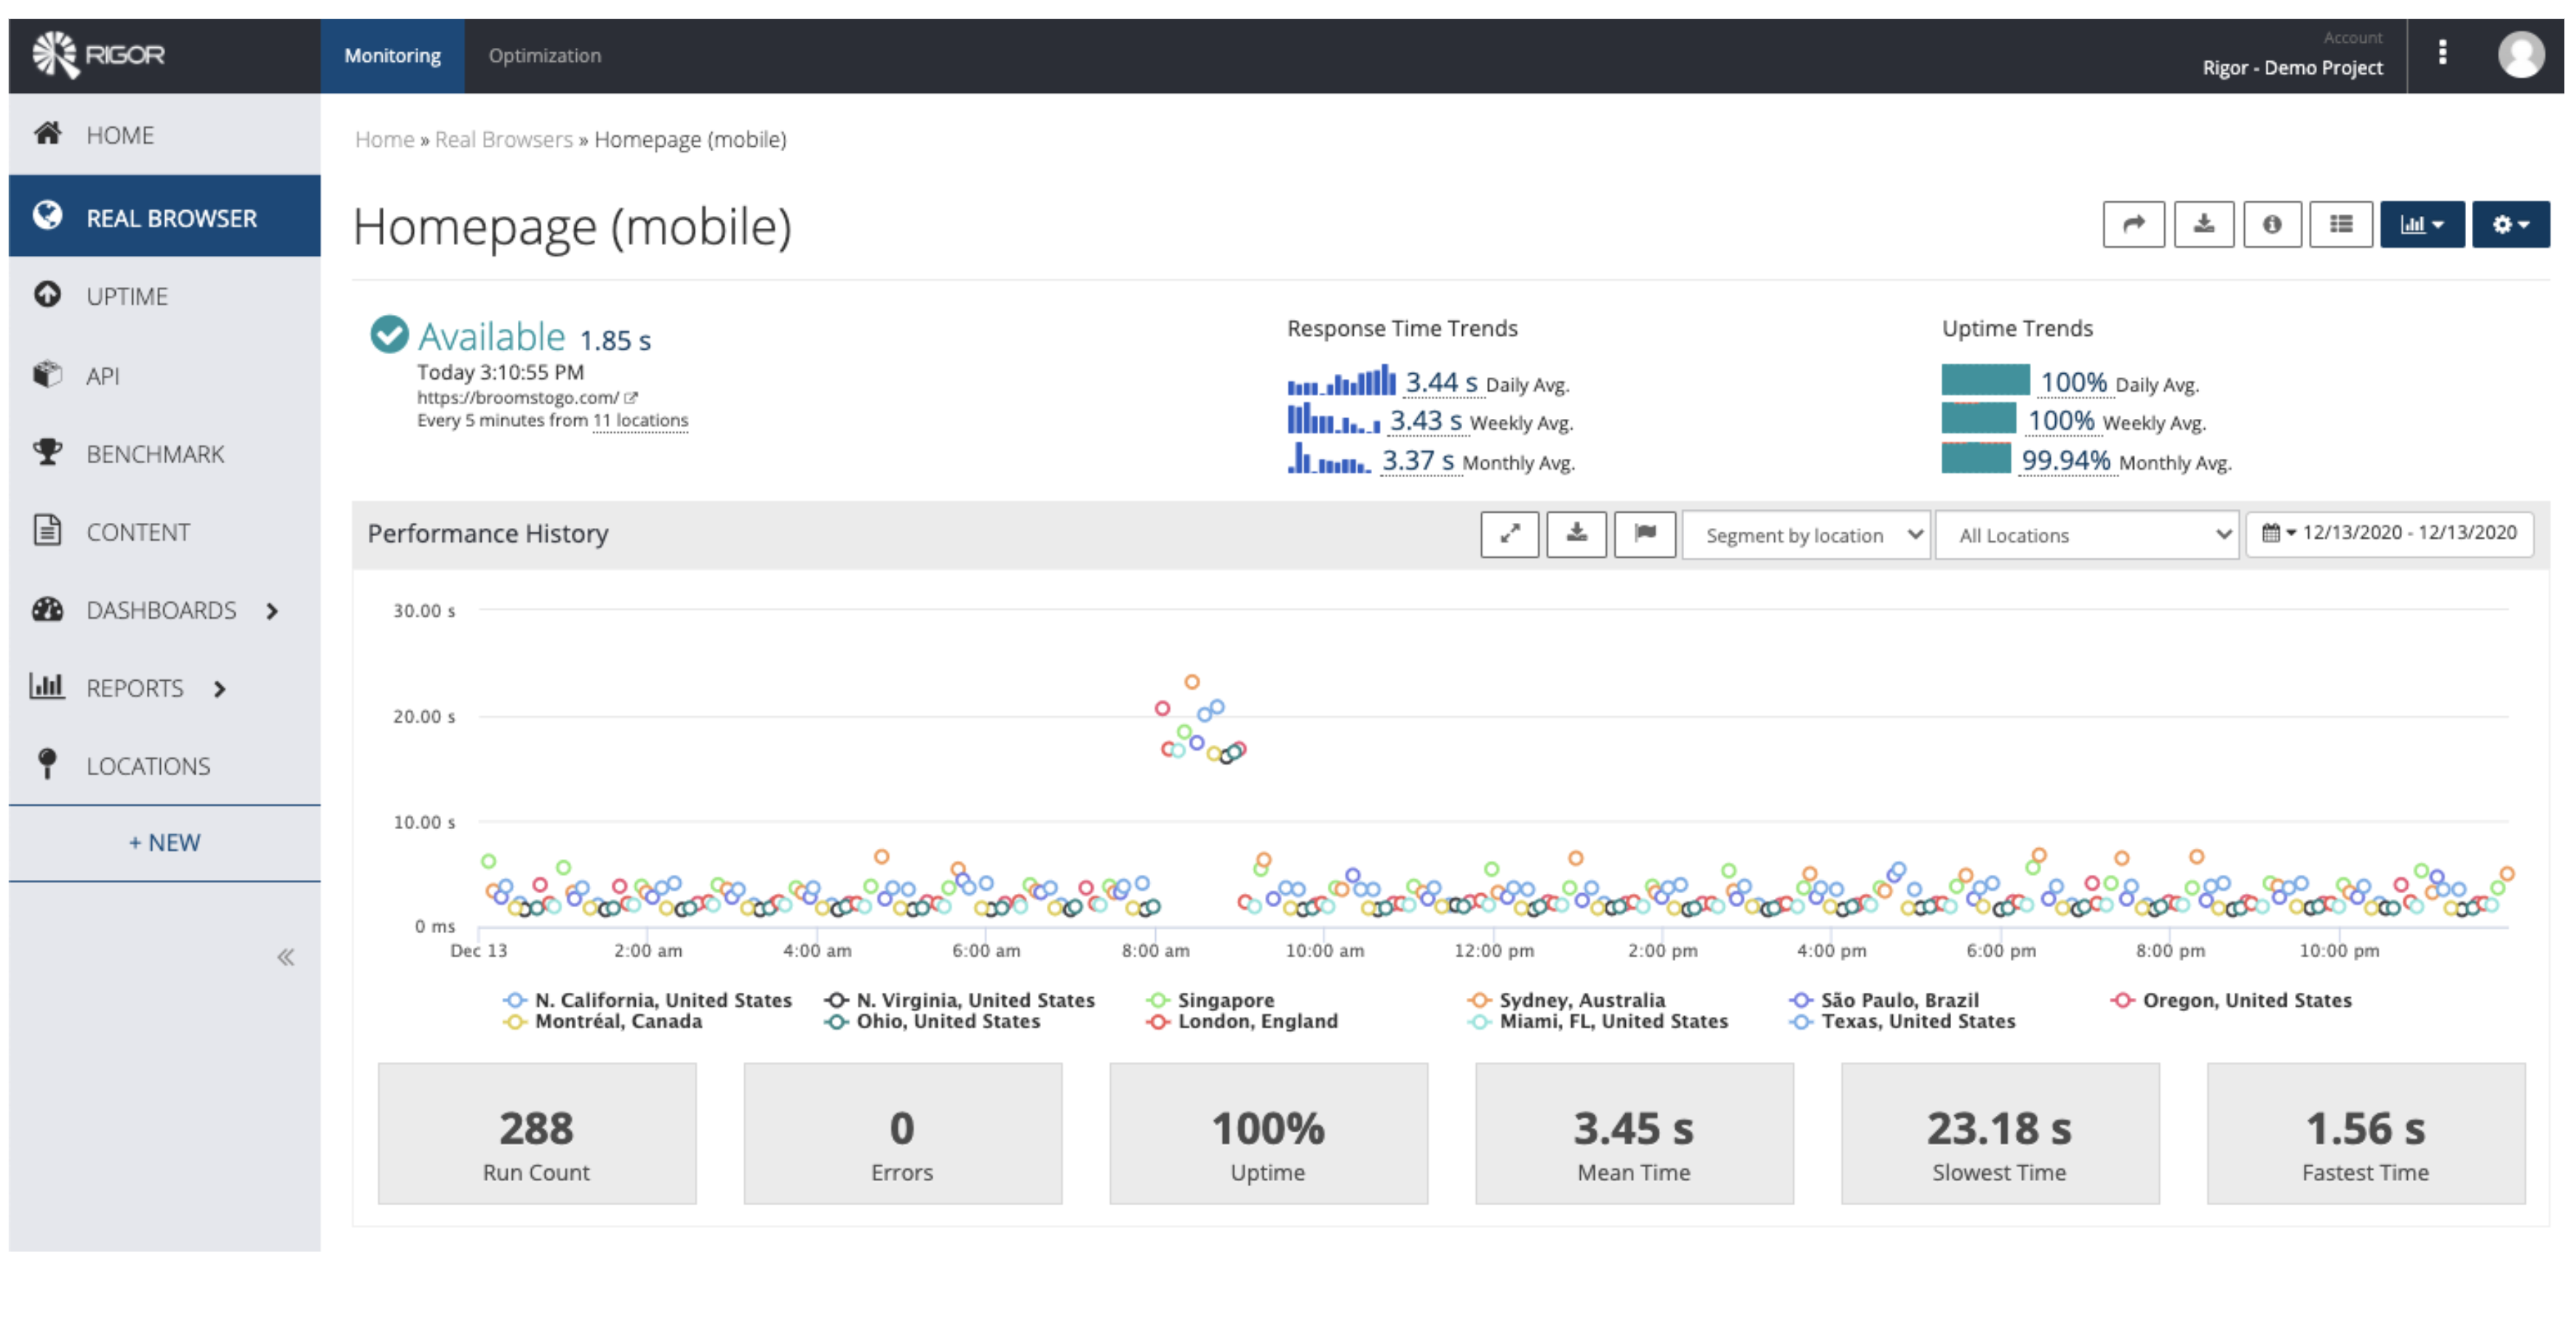 RIGOR
Monitoring
Optimization
Account
Rigor - Demo Project
HOME
REAL BROWSER
UPTIME
API
BENCHMARK
CONTENT
DASHBOARDS
REPORTS
LOCATIONS
+ NEW
«
Home » Real Browsers » Homepage (mobile)
Homepage (mobile)
Available 1.85 s
Today 3:10:55 PM
https://broomstogo.com/
Every 5 minutes from 11 locations
Response Time Trends
3.44 s Daily Avg.
3.43 s Weekly Avg.
3.37 s Monthly Avg.
Uptime Trends
100% Daily Avg.
100% Weekly Avg.
99.94% Monthly Avg.
Performance History
Segment by location
All Locations
12/13/2020 - 12/13/2020
30.00 s
20.00 s
10.00 s
0 ms
Dec 13 2:00 am 4:00 am 6:00 am 8:00 am 10:00 am 12:00 pm 2:00 pm 4:00 pm 6:00 pm 8:00 pm 10:00 pm
N. California, United States N. Virginia, United States Singapore Sydney, Australia São Paulo, Brazil Oregon, United States
Montréal, Canada Ohio, United States London, England Miami, FL, United States Texas, United States
288
Run Count
0
Errors
100%
Uptime
3.45 s
Mean Time
23.18 s
Slowest Time
1.56 s
Fastest Time